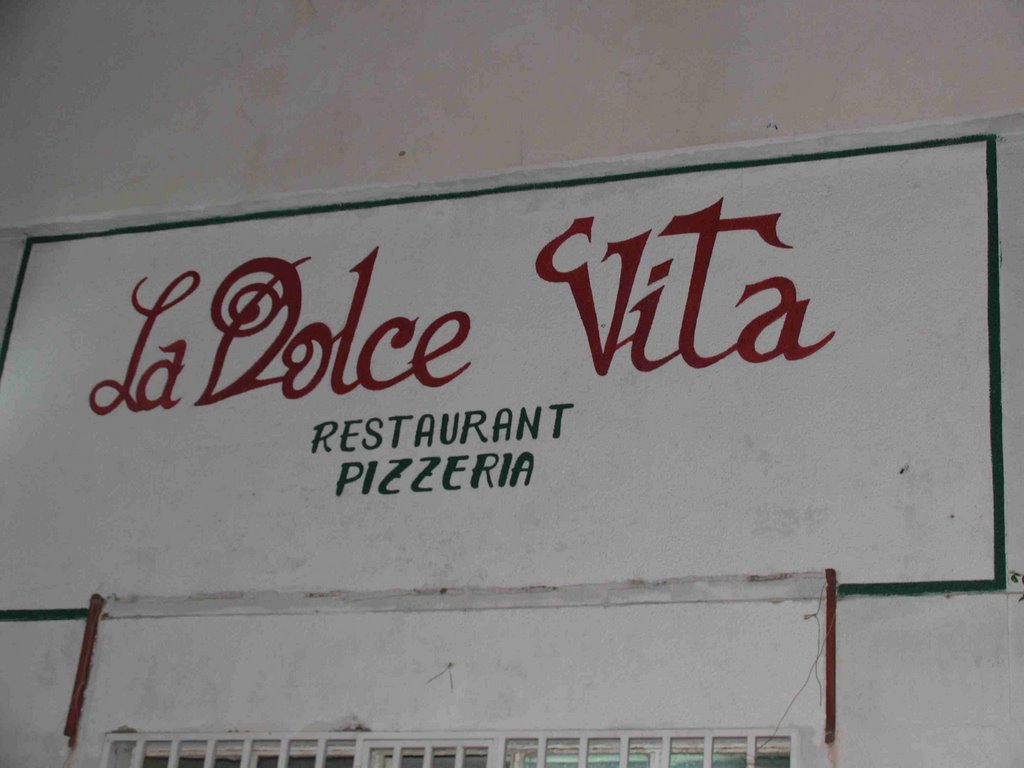 La Dolce Vita
RESTAURANT
PIZZERIA